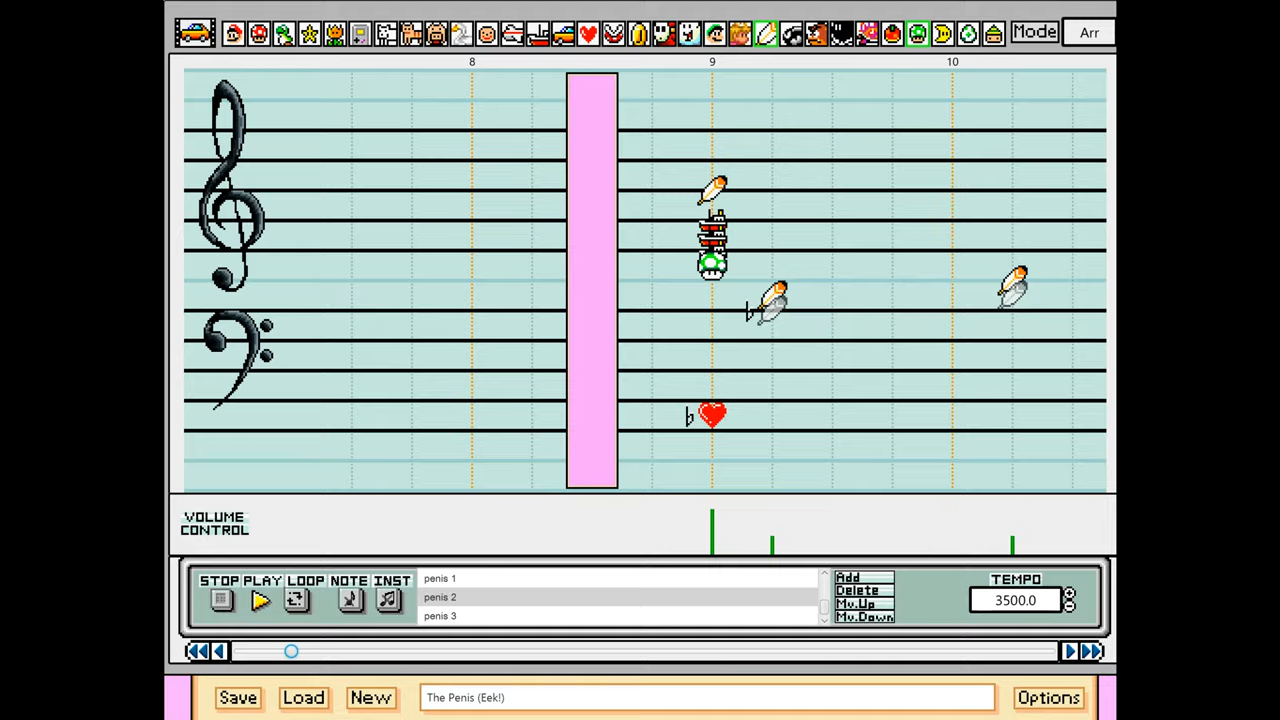 Mode Arr
8 9 10
VOLUME
CONTROL
STOP PLAY LOOP NOTE INST
penis 1
penis 2
penis 3
Add
Delete
Mv.Up
Mv.Down
TEMPO
3500.0
Save Load New The Penis (Eek!) Options